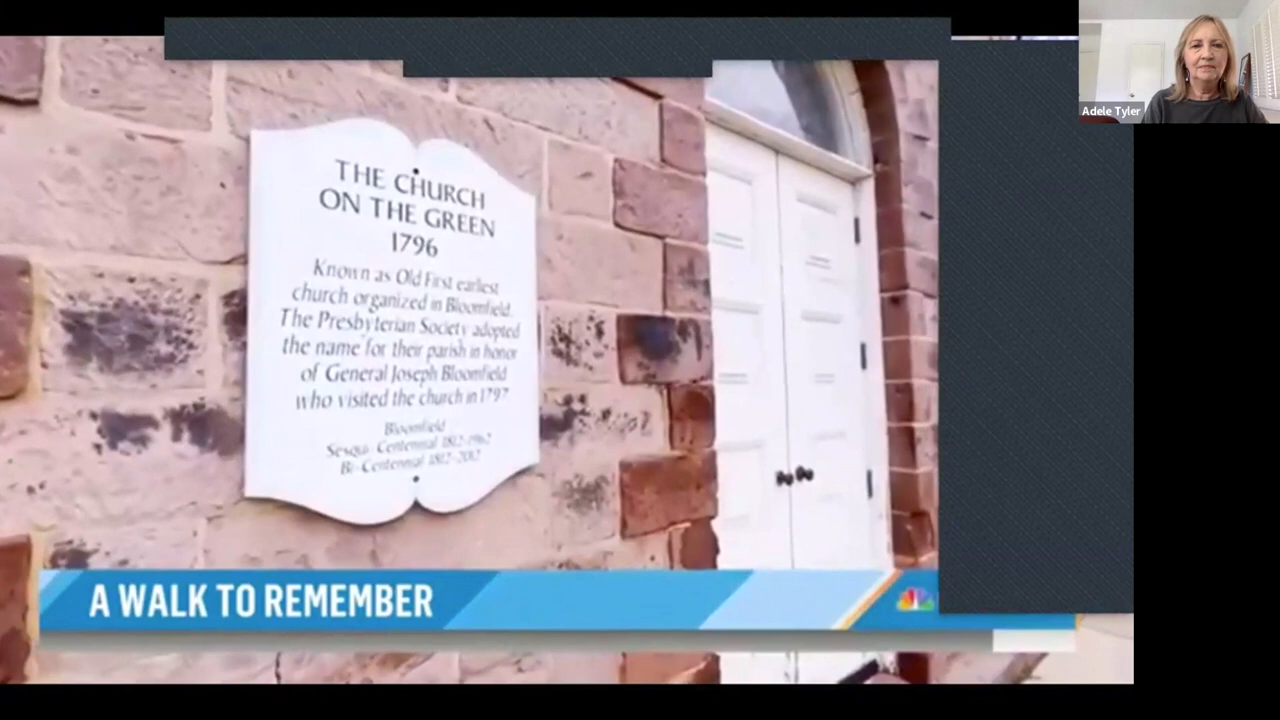 THE CHURCH
ON THE GREEN
1796
Known as Old First earliest
church organized in Bloomfield.
The Presbyterian Society adopted
the name for their parish in honor
of General Joseph Bloomfield
who visited the church in 1797
Bloomfield
Sesqui-Centennial 1812-1962
Bi-Centennial 1812-2012
A WALK TO REMEMBER
Adele Tyler